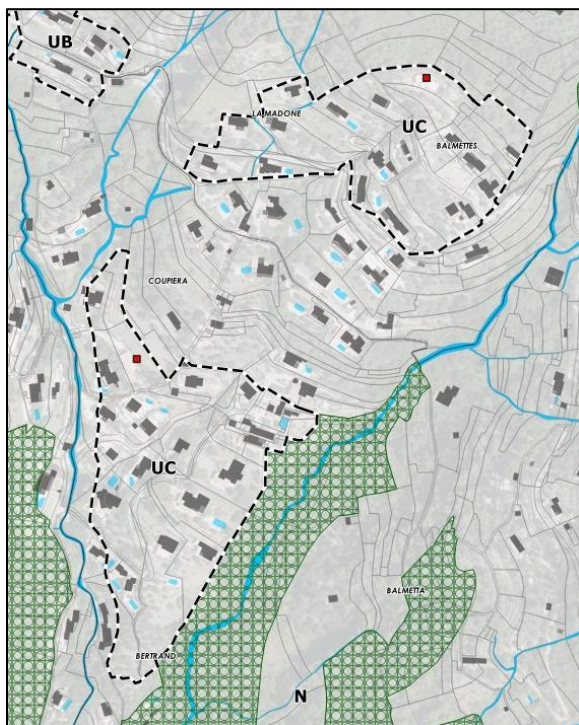 UB
LA MADONE
UC
BALMETTES
COUPIERA
UC
BALMETTA
BERTRAND
N